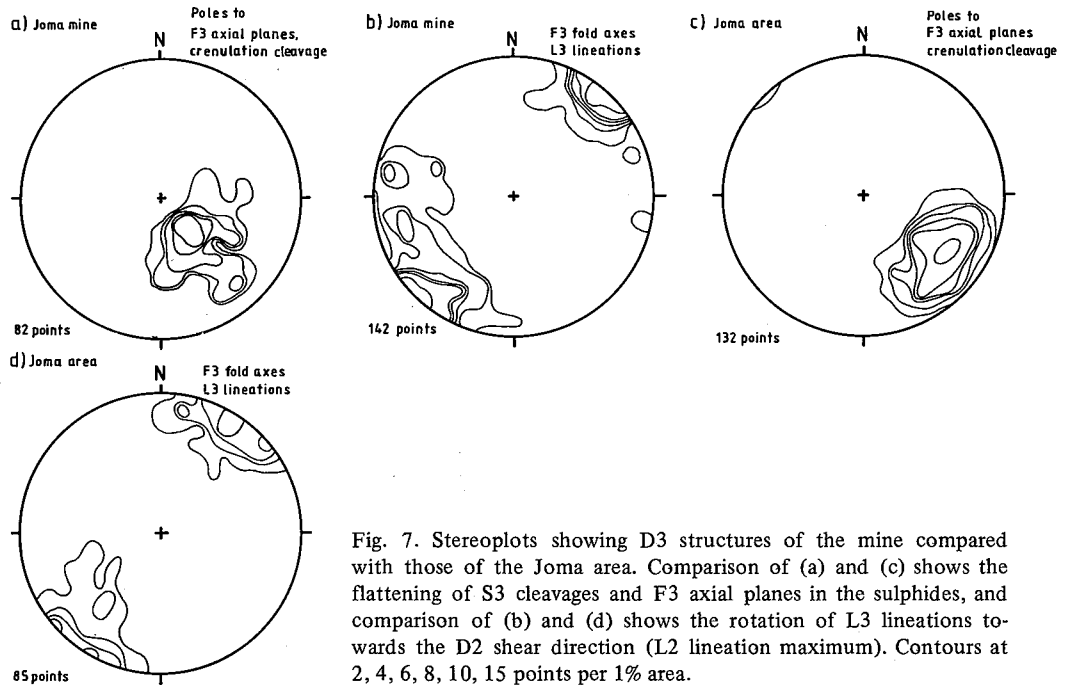 a) Joma mine
Poles to
F3 axial planes,
crenulation cleavage
N
82 points
b) Joma mine
F3 fold axes
L3 lineations
N
142 points
c) Joma area
Poles to
F3 axial planes
crenulation cleavage
N
132 points
d) Joma area
F3 fold axes
L3 lineations
N
85 points
Fig. 7. Stereoplots showing D3 structures of the mine compared
with those of the Joma area. Comparison of (a) and (c) shows the
flattening of S3 cleavages and F3 axial planes in the sulphides, and
comparison of (b) and (d) shows the rotation of L3 lineations to-
wards the D2 shear direction (L2 lineation maximum). Contours at
2, 4, 6, 8, 10, 15 points per 1% area.